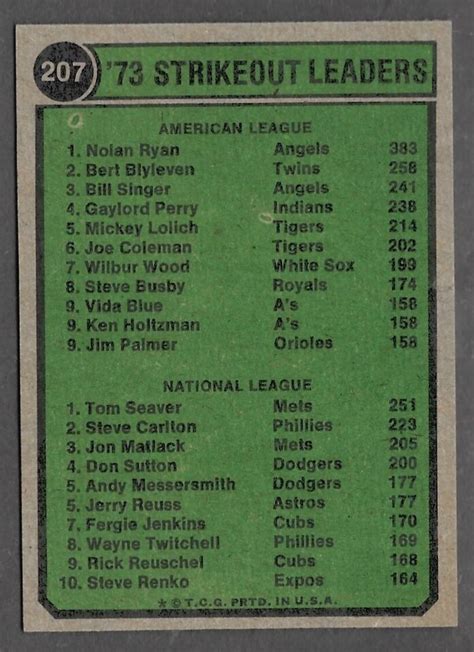 207 '73 STRIKEOUT LEADERS
AMERICAN LEAGUE
1. Nolan Ryan Angels 383
2. Bert Blyleven Twins 258
3. Bill Singer Angels 241
4. Gaylord Perry Indians 238
5. Mickey Lolich Tigers 214
6. Joe Coleman Tigers 202
7. Wilbur Wood White Sox 199
8. Steve Busby Royals 174
9. Vida Blue A's 158
9. Ken Holtzman A's 158
9. Jim Palmer Orioles 158
NATIONAL LEAGUE
1. Tom Seaver Mets 251
2. Steve Carlton Phillies 223
3. Jon Matlack Mets 205
4. Don Sutton Dodgers 200
5. Andy Messersmith Dodgers 177
5. Jerry Reuss Astros 177
7. Fergie Jenkins Cubs 170
8. Wayne Twitchell Phillies 169
9. Rick Reuschel Cubs 168
10. Steve Renko Expos 164
* © T.C.G. PRTD. IN U.S.A.